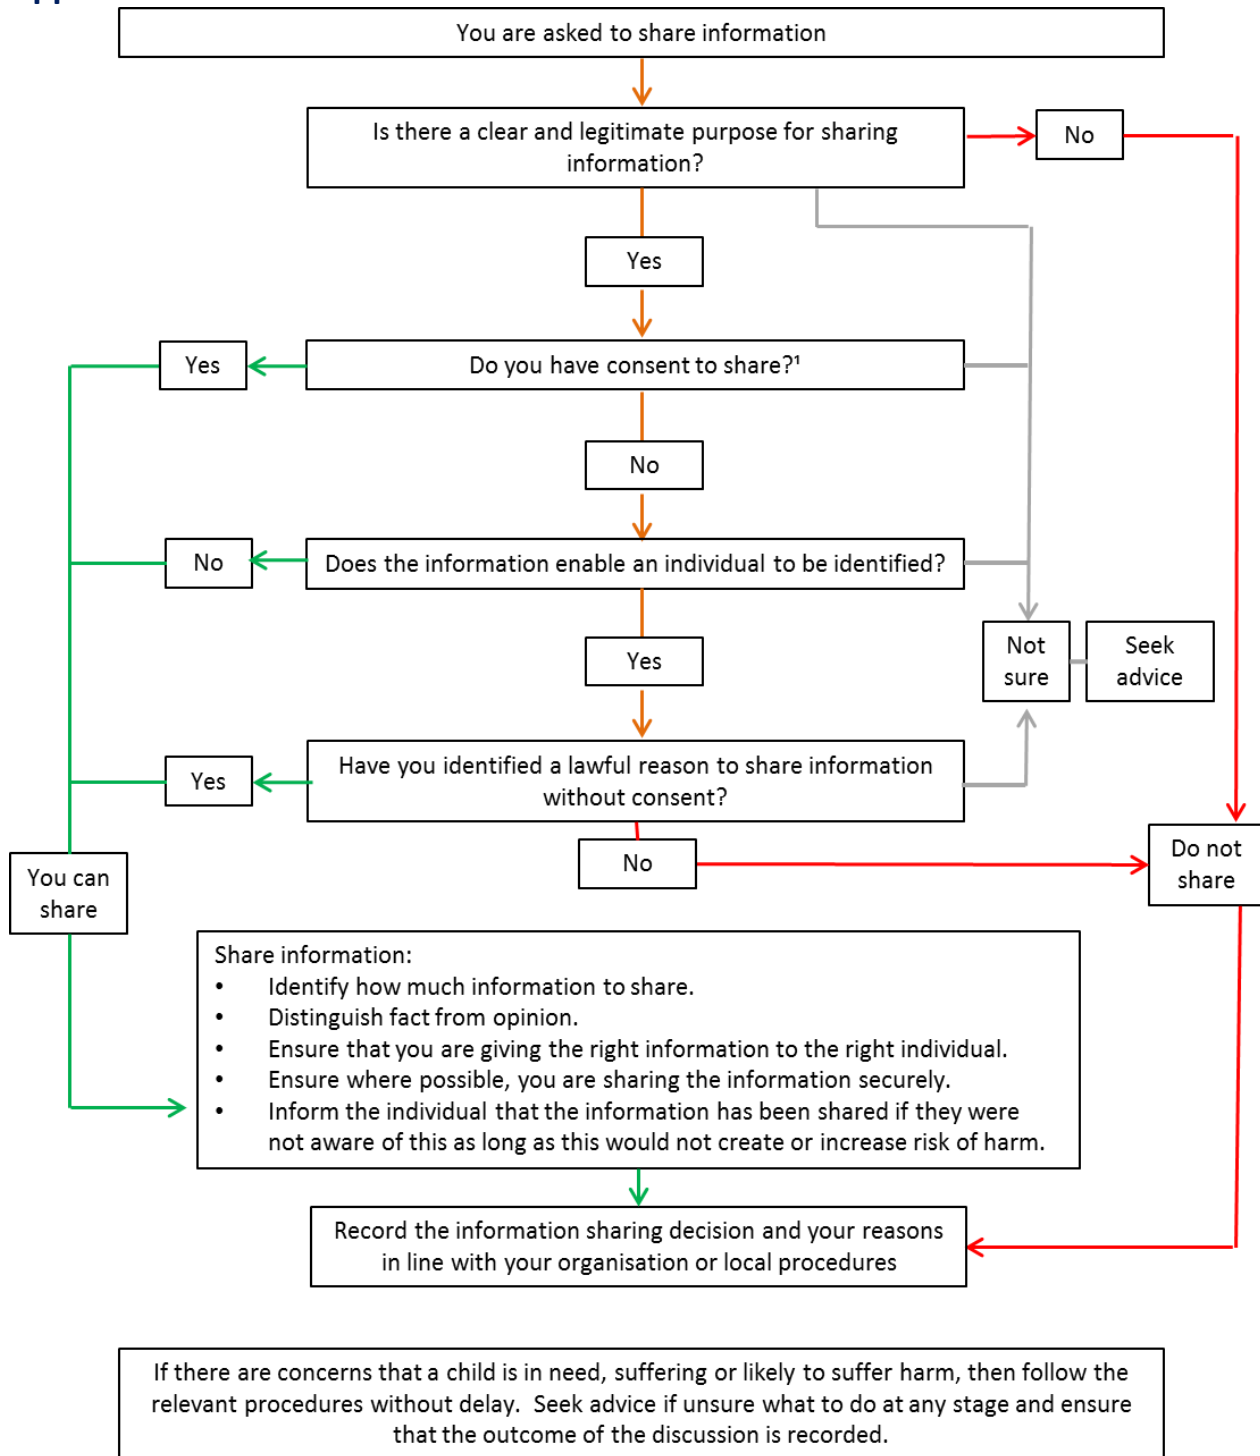 You are asked to share information
Is there a clear and legitimate purpose for sharing
information?
No
Yes
Yes
Do you have consent to share?¹
No
No
Does the information enable an individual to be identified?
Not
sure
Seek
advice
Yes
Yes
Have you identified a lawful reason to share information
without consent?
No
Do not
share
You can
share
Share information:
• Identify how much information to share.
• Distinguish fact from opinion.
• Ensure that you are giving the right information to the right individual.
• Ensure where possible, you are sharing the information securely.
• Inform the individual that the information has been shared if they were
not aware of this as long as this would not create or increase risk of harm.
Record the information sharing decision and your reasons
in line with your organisation or local procedures
If there are concerns that a child is in need, suffering or likely to suffer harm, then follow the
relevant procedures without delay.  Seek advice if unsure what to do at any stage and ensure
that the outcome of the discussion is recorded.